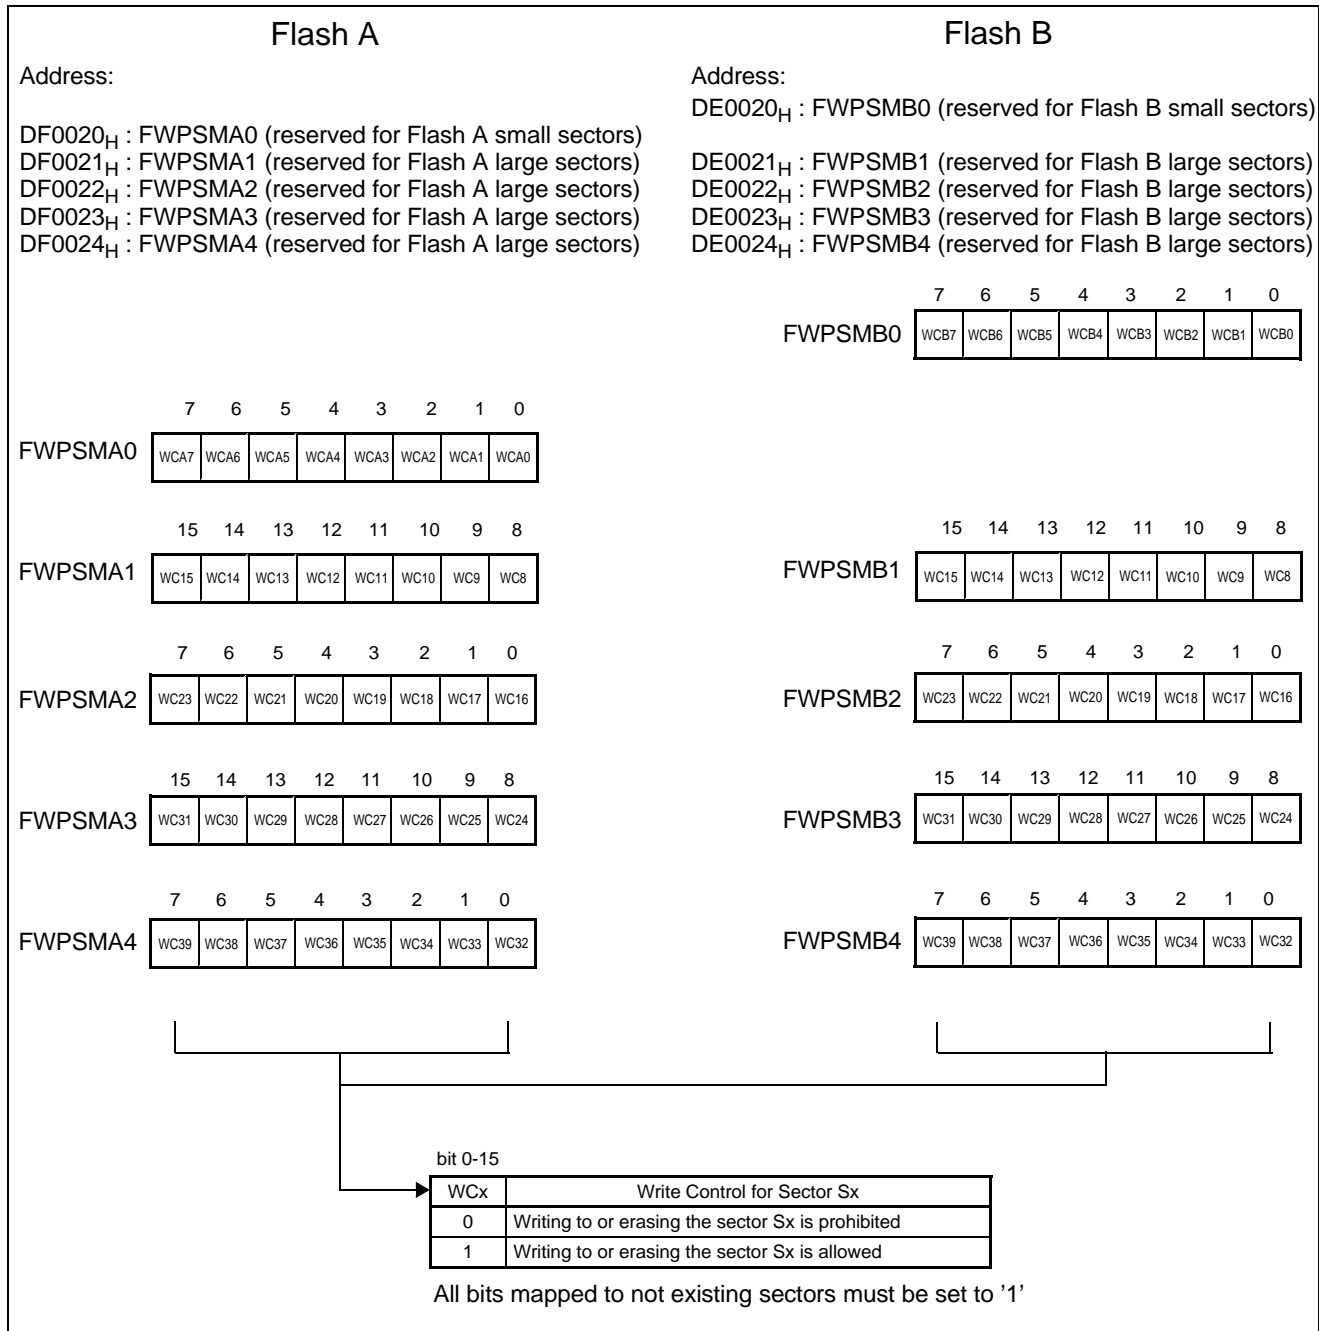 Flash A
Address:
DF0020H : FWPSMA0 (reserved for Flash A small sectors)
DF0021H : FWPSMA1 (reserved for Flash A large sectors)
DF0022H : FWPSMA2 (reserved for Flash A large sectors)
DF0023H : FWPSMA3 (reserved for Flash A large sectors)
DF0024H : FWPSMA4 (reserved for Flash A large sectors)
Flash B
Address:
DE0020H : FWPSMB0 (reserved for Flash B small sectors)
DE0021H : FWPSMB1 (reserved for Flash B large sectors)
DE0022H : FWPSMB2 (reserved for Flash B large sectors)
DE0023H : FWPSMB3 (reserved for Flash B large sectors)
DE0024H : FWPSMB4 (reserved for Flash B large sectors)
7 6 5 4 3 2 1 0
FWPSMB0 WCB7 WCB6 WCB5 WCB4 WCB3 WCB2 WCB1 WCB0
7 6 5 4 3 2 1 0
FWPSMA0 WCA7 WCA6 WCA5 WCA4 WCA3 WCA2 WCA1 WCA0
15 14 13 12 11 10 9 8
FWPSMA1 WC15 WC14 WC13 WC12 WC11 WC10 WC9 WC8
15 14 13 12 11 10 9 8
FWPSMB1 WC15 WC14 WC13 WC12 WC11 WC10 WC9 WC8
7 6 5 4 3 2 1 0
FWPSMA2 WC23 WC22 WC21 WC20 WC19 WC18 WC17 WC16
7 6 5 4 3 2 1 0
FWPSMB2 WC23 WC22 WC21 WC20 WC19 WC18 WC17 WC16
15 14 13 12 11 10 9 8
FWPSMA3 WC31 WC30 WC29 WC28 WC27 WC26 WC25 WC24
15 14 13 12 11 10 9 8
FWPSMB3 WC31 WC30 WC29 WC28 WC27 WC26 WC25 WC24
7 6 5 4 3 2 1 0
FWPSMA4 WC39 WC38 WC37 WC36 WC35 WC34 WC33 WC32
7 6 5 4 3 2 1 0
FWPSMB4 WC39 WC38 WC37 WC36 WC35 WC34 WC33 WC32
bit 0-15
WCx Write Control for Sector Sx
0 Writing to or erasing the sector Sx is prohibited
1 Writing to or erasing the sector Sx is allowed
All bits mapped to not existing sectors must be set to ’1’